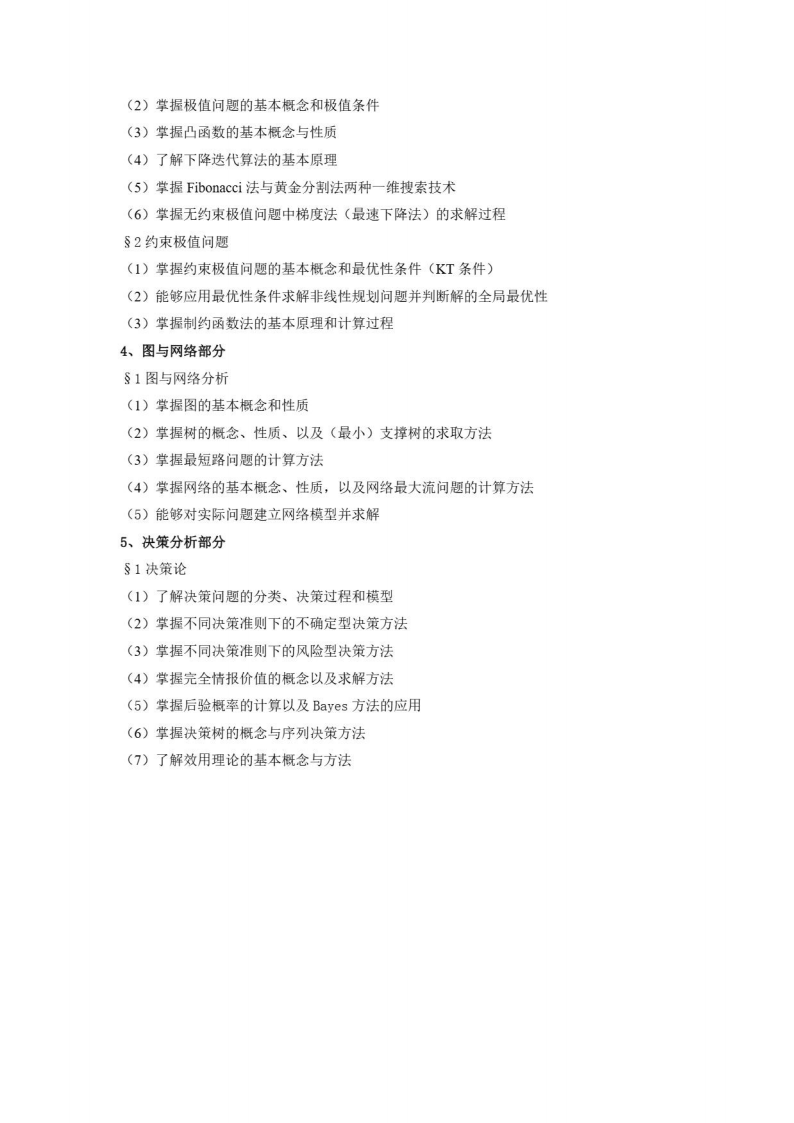 （2）掌握极值问题的基本概念和极值条件
（3）掌握凸函数的基本概念与性质
（4）了解下降迭代算法的基本原理
（5）掌握 Fibonacci 法与黄金分割法两种一维搜索技术
（6）掌握无约束极值问题中梯度法（最速下降法）的求解过程
§2 约束极值问题
（1）掌握约束极值问题的基本概念和最优性条件（KT 条件）
（2）能够应用最优性条件求解非线性规划问题并判断解的全局最优性
（3）掌握制约函数法的基本原理和计算过程
4、图与网络部分
§1 图与网络分析
（1）掌握图的基本概念和性质
（2）掌握树的概念、性质、以及（最小）支撑树的求取方法
（3）掌握最短路问题的计算方法
（4）掌握网络的基本概念、性质，以及网络最大流问题的计算方法
（5）能够对实际问题建立网络模型并求解
5、决策分析部分
§1 决策论
（1）了解决策问题的分类、决策过程和模型
（2）掌握不同决策准则下的不确定型决策方法
（3）掌握不同决策准则下的风险型决策方法
（4）掌握完全情报价值的概念以及求解方法
（5）掌握后验概率的计算以及 Bayes 方法的应用
（6）掌握决策树的概念与序列决策方法
（7）了解效用理论的基本概念与方法